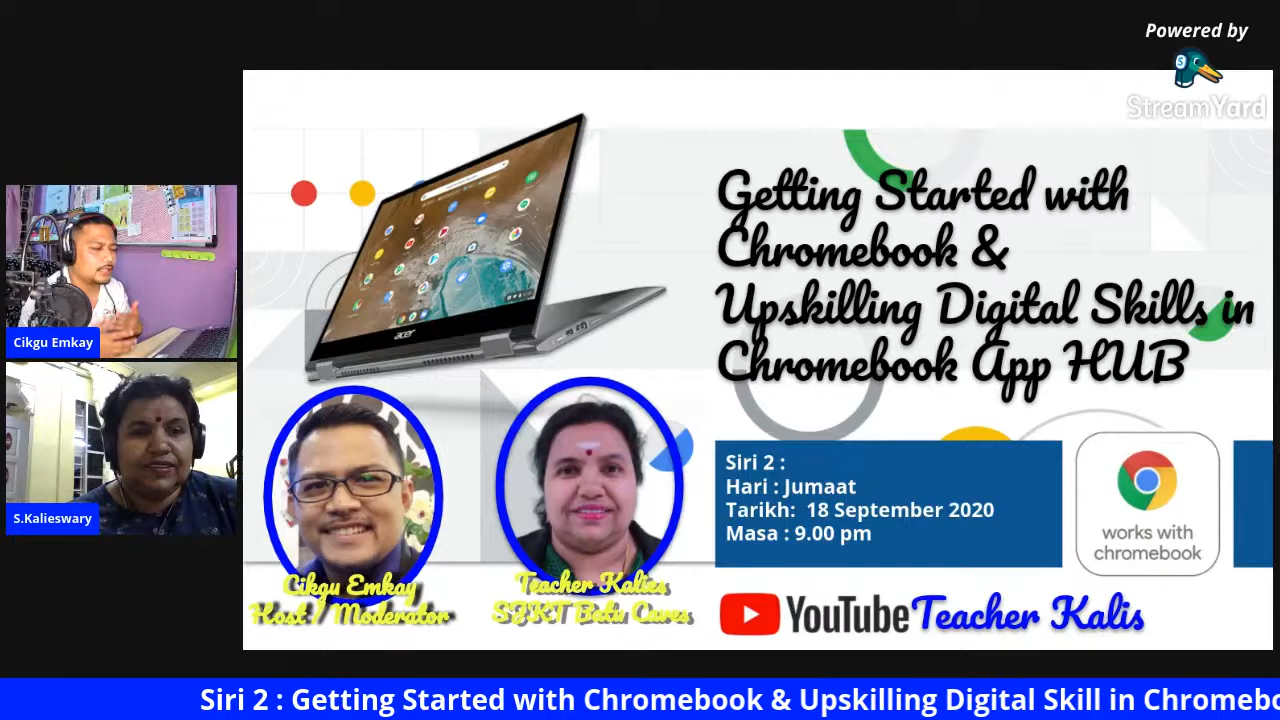 Powered by
StreamYard
Getting Started with
Chromebook &
Upskilling Digital Skills in
Chromebook App HUB
acer
Cikgu Emkay
S.Kalieswary
Siri 2 :
Hari : Jumaat
Tarikh: 18 September 2020
Masa : 9.00 pm
works with
chromebook
Cikgu Emkay
Host / Moderator
Teacher Kalies
SJKT Batu Caves
YouTube Teacher Kalis
Siri 2 : Getting Started with Chromebook & Upskilling Digital Skill in Chromebo